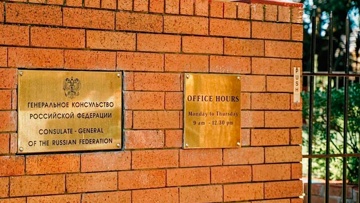 ГЕНЕРАЛЬНОЕ КОНСУЛЬСТВО
РОССИЙСКОЙ ФЕДЕРАЦИИ
CONSULATE - GENERAL
OF THE RUSSIAN FEDERATION
OFFICE HOURS
Monday to Thursday
9 am - 12.30 pm